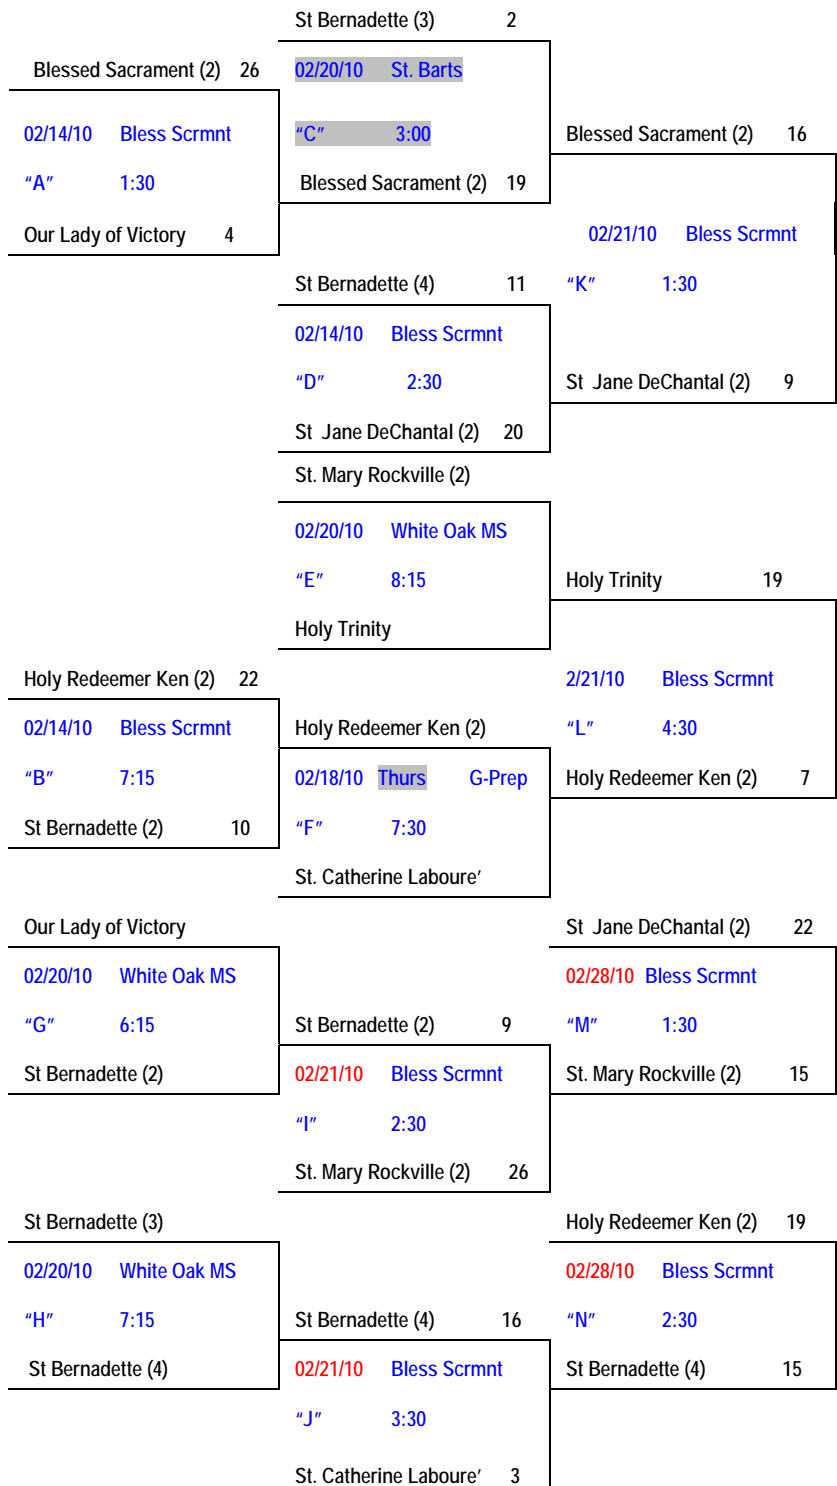 St Bernadette (3) 2
Blessed Sacrament (2) 26
02/20/10 St. Barts
02/14/10 Bless Scrmnt
"C" 3:00
Blessed Sacrament (2) 16
"A" 1:30
Blessed Sacrament (2) 19
Our Lady of Victory 4
02/21/10 Bless Scrmnt
St Bernadette (4) 11
"K" 1:30
02/14/10 Bless Scrmnt
"D" 2:30
St Jane DeChantal (2) 9
St Jane DeChantal (2) 20
St. Mary Rockville (2)
02/20/10 White Oak MS
"E" 8:15
Holy Trinity 19
Holy Trinity
Holy Redeemer Ken (2) 22
2/21/10 Bless Scrmnt
02/14/10 Bless Scrmnt
Holy Redeemer Ken (2)
"L" 4:30
"B" 7:15
02/18/10 Thurs G-Prep
Holy Redeemer Ken (2) 7
St Bernadette (2) 10
"F" 7:30
St. Catherine Laboure'
Our Lady of Victory
St Jane DeChantal (2) 22
02/20/10 White Oak MS
02/28/10 Bless Scrmnt
"G" 6:15
St Bernadette (2) 9
"M" 1:30
St Bernadette (2)
02/21/10 Bless Scrmnt
St. Mary Rockville (2) 15
"I" 2:30
St. Mary Rockville (2) 26
St Bernadette (3)
Holy Redeemer Ken (2) 19
02/20/10 White Oak MS
02/28/10 Bless Scrmnt
"H" 7:15
St Bernadette (4) 16
"N" 2:30
St Bernadette (4)
02/21/10 Bless Scrmnt
St Bernadette (4) 15
"J" 3:30
St. Catherine Laboure' 3